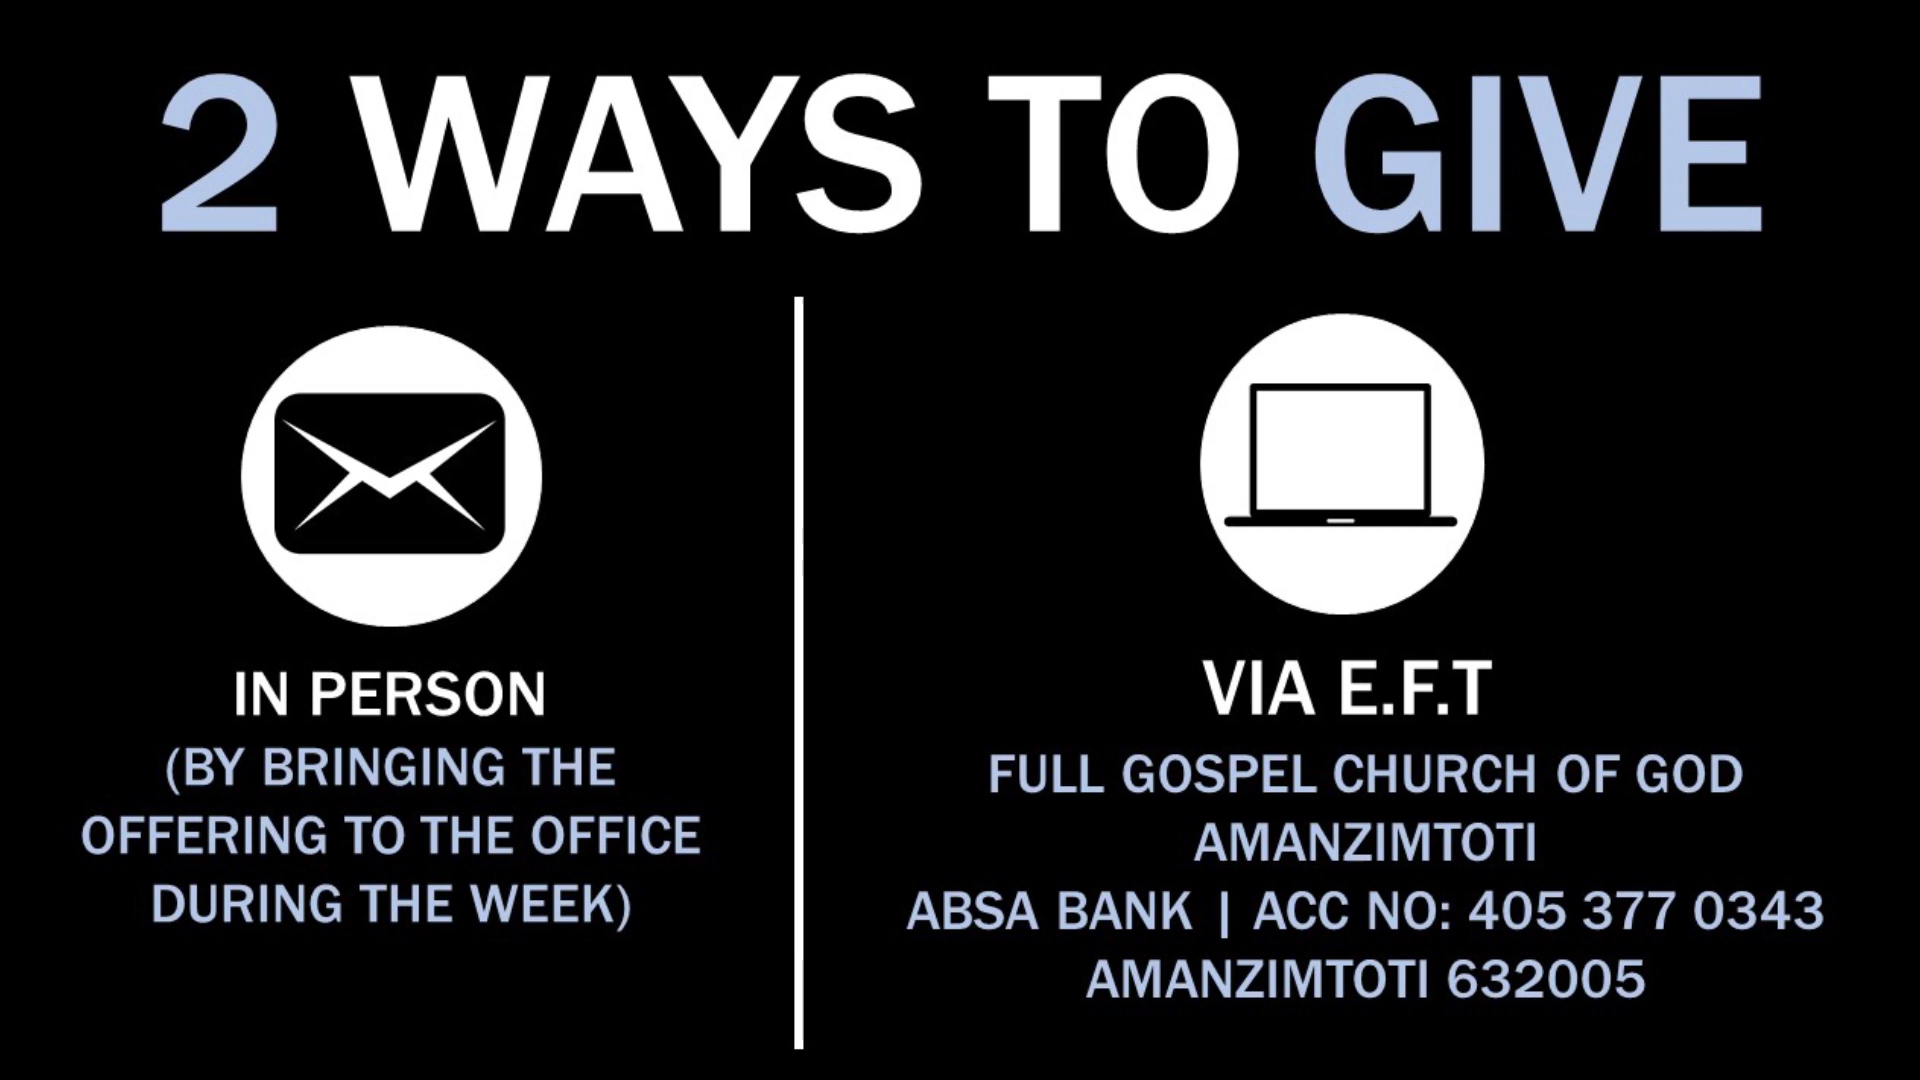 2 WAYS TO GIVE
IN PERSON
(BY BRINGING THE
OFFERING TO THE OFFICE
DURING THE WEEK)
VIA E.F.T
FULL GOSPEL CHURCH OF GOD
AMANZIMTOTI
ABSA BANK | ACC NO: 405 377 0343
AMANZIMTOTI 632005